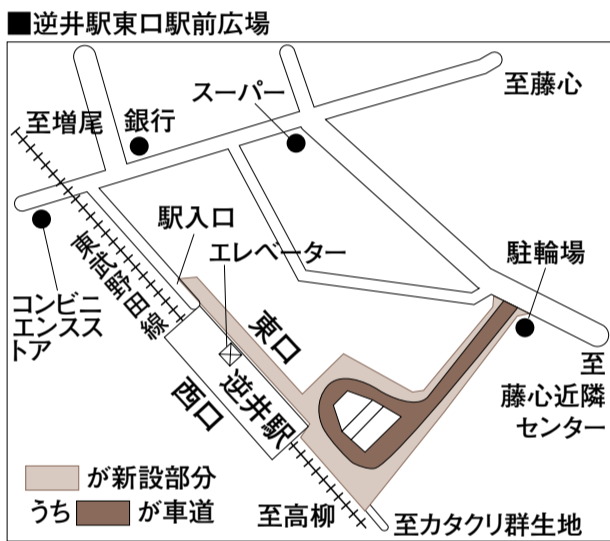 ■逆井駅東口駅前広場
至増尾
銀行
スーパー
至藤心
駅入口
エレベーター
駐輪場
東武野田線
コンビニ
エンスス
トア
東口
逆井駅
西口
至
藤心近隣
センター
が新設部分
うち
が車道
至高柳
至カタクリ群生地